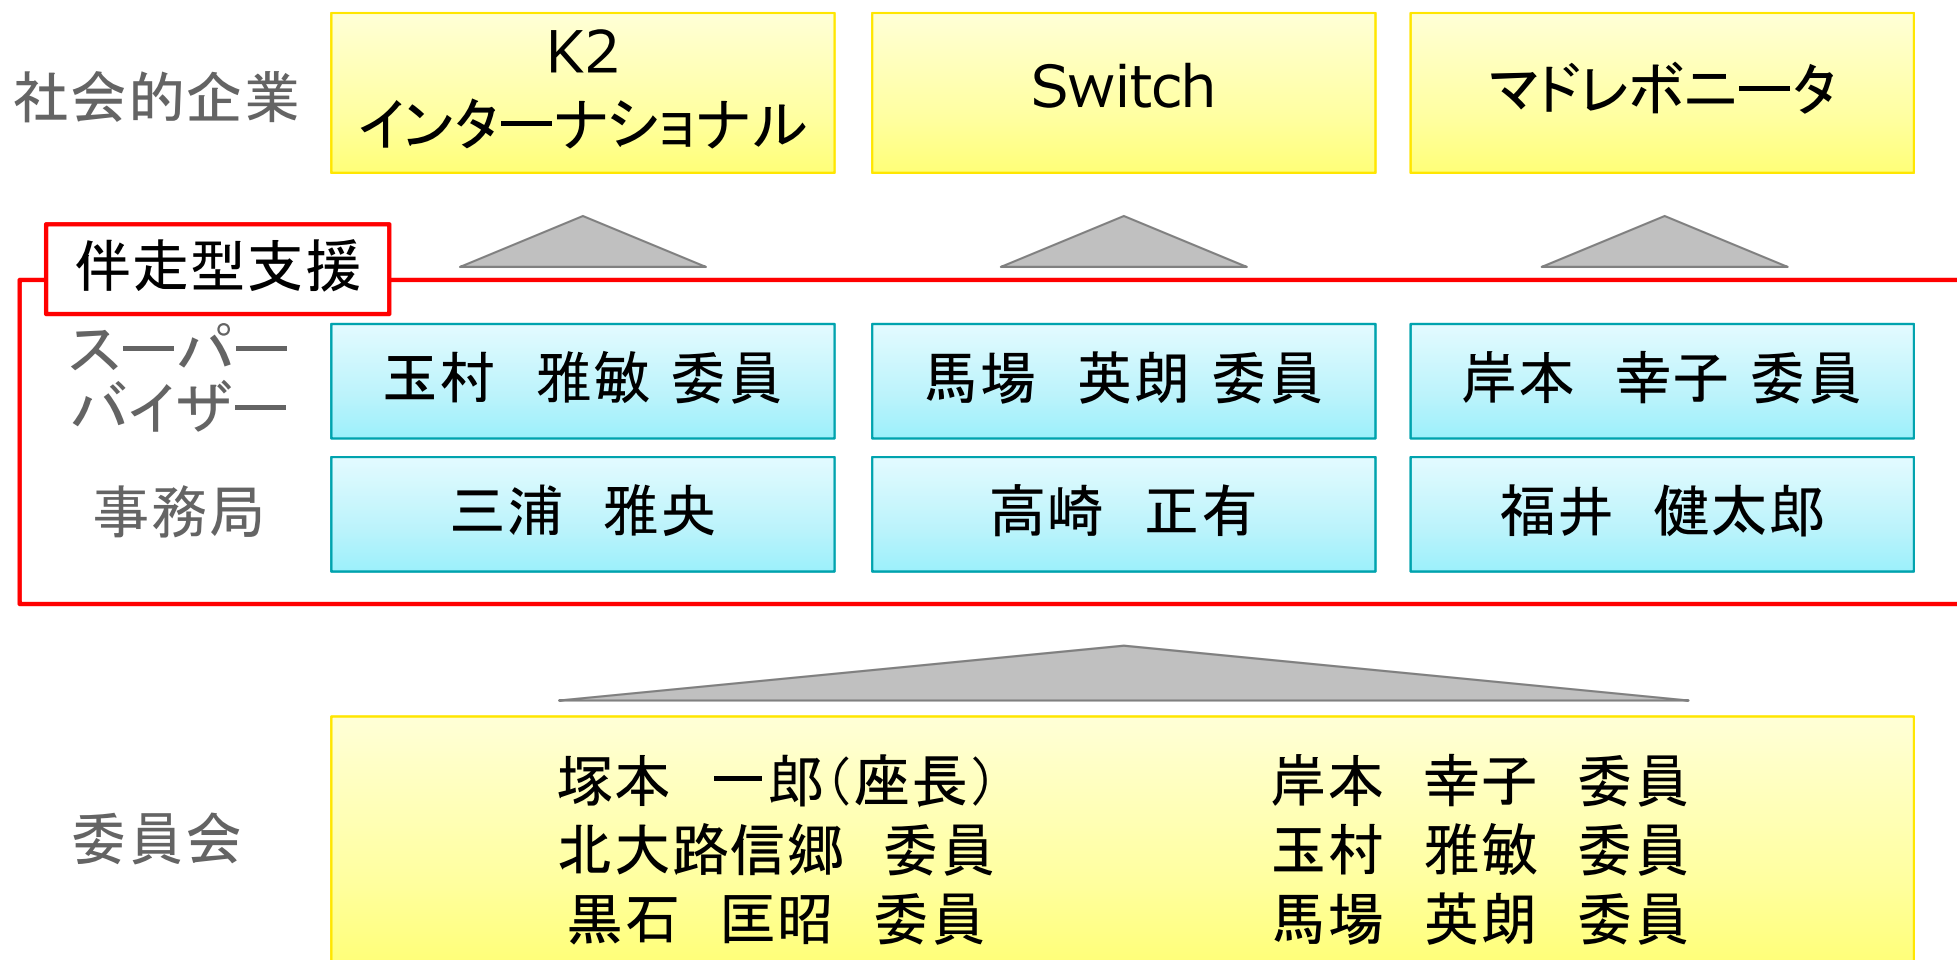 社会的企業
K2
インターナショナル
Switch
マドレボニータ
伴走型支援
スーパー
バイザー
玉村　雅敏 委員
馬場　英朗 委員
岸本　幸子 委員
事務局
三浦　雅央
高崎　正有
福井　健太郎
委員会
塚本　一郎（座長）
岸本　幸子　委員
北大路信郷　委員
玉村　雅敏　委員
黒石　匡昭　委員
馬場　英朗　委員